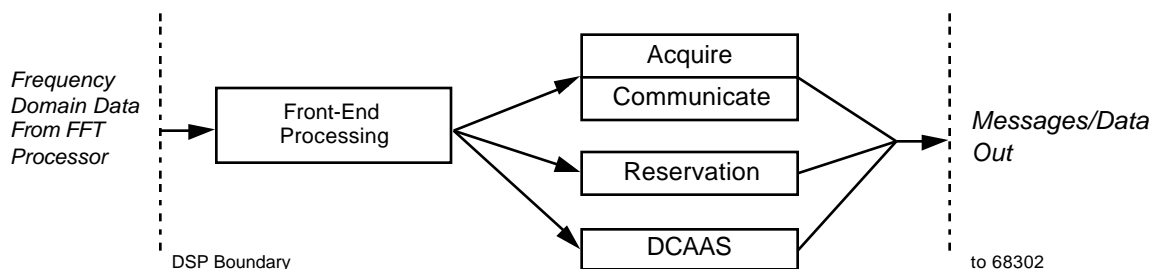 Frequency
Domain Data
From FFT
Processor
Front-End
Processing
Acquire
Communicate
Reservation
DCAAS
Messages/Data
Out
DSP Boundary
to 68302